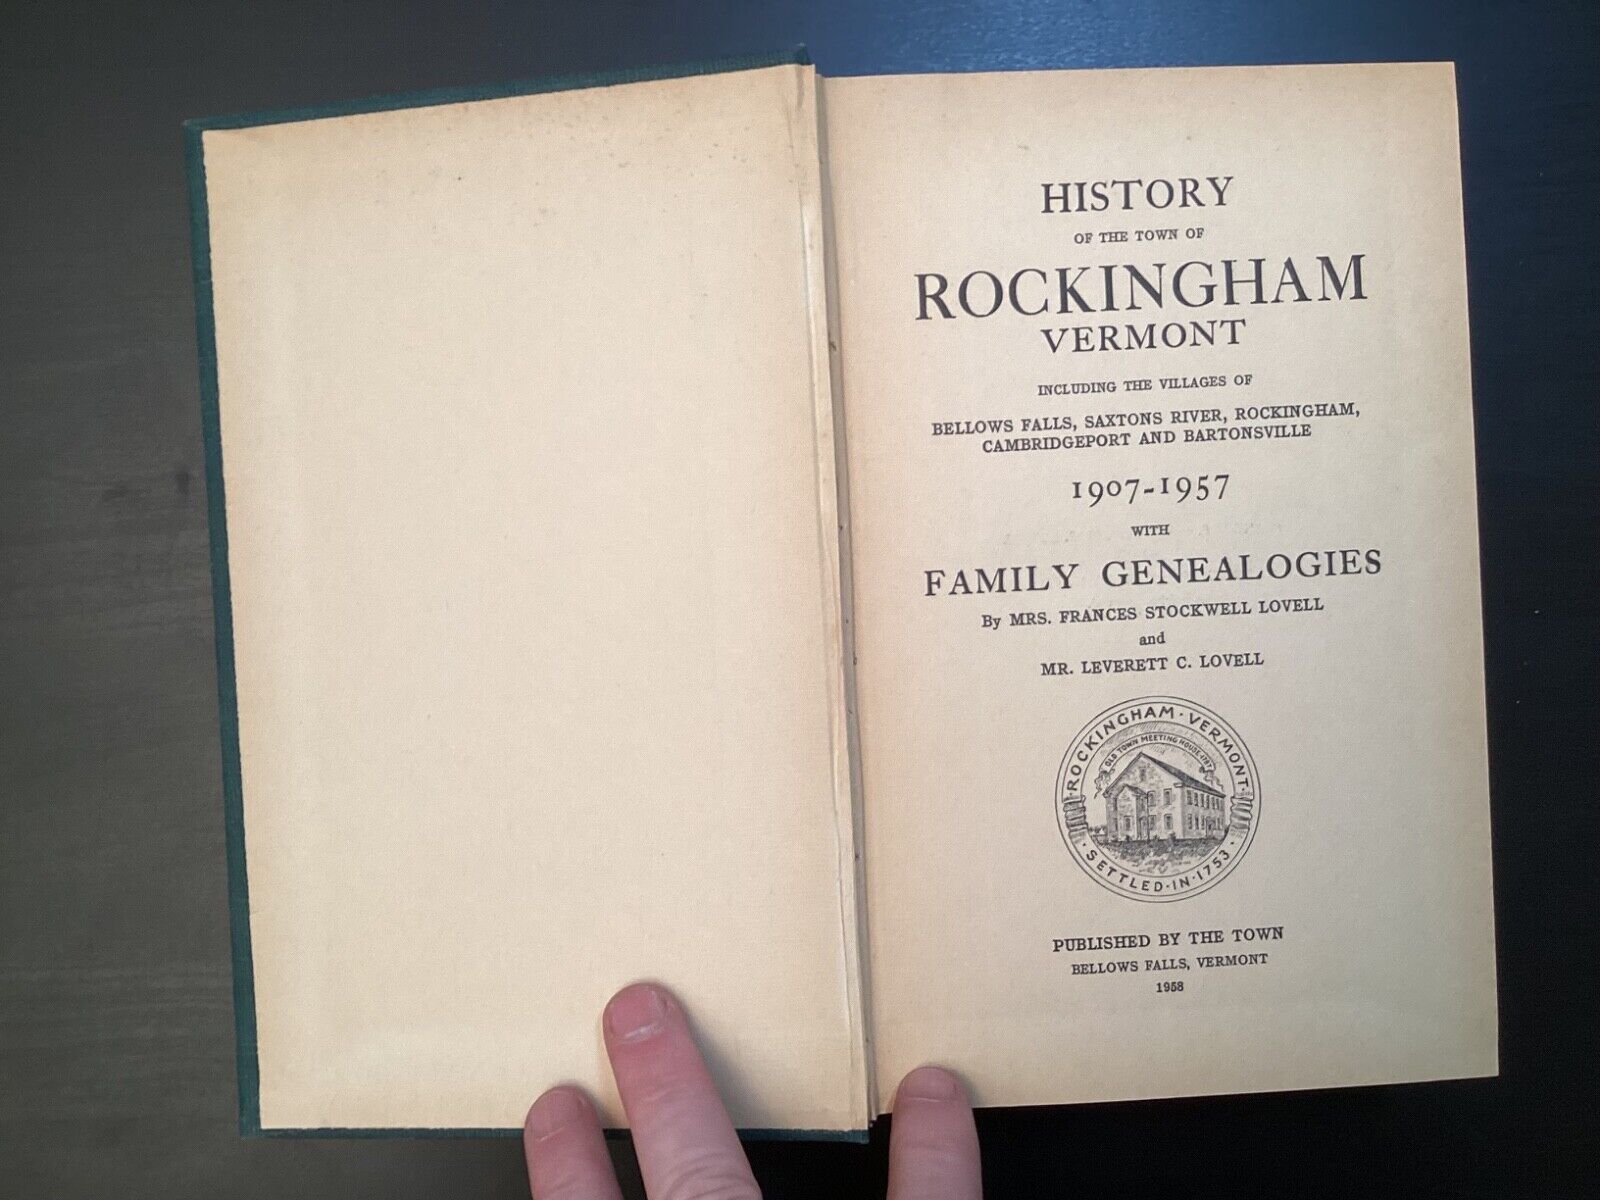 HISTORY
OF THE TOWN OF
ROCKINGHAM
VERMONT
INCLUDING THE VILLAGES OF
BELLOWS FALLS, SAXTONS RIVER, ROCKINGHAM,
CAMBRIDGEPORT AND BARTONSVILLE
1907-1957
WITH
FAMILY GENEALOGIES
By MRS. FRANCES STOCKWELL LOVELL
and
MR. LEVERETT C. LOVELL
ROCKINGHAM · VERMONT
OLD TOWN MEETING HOUSE · 1787
· SETTLED · IN · 1753 ·
PUBLISHED BY THE TOWN
BELLOWS FALLS, VERMONT
1958